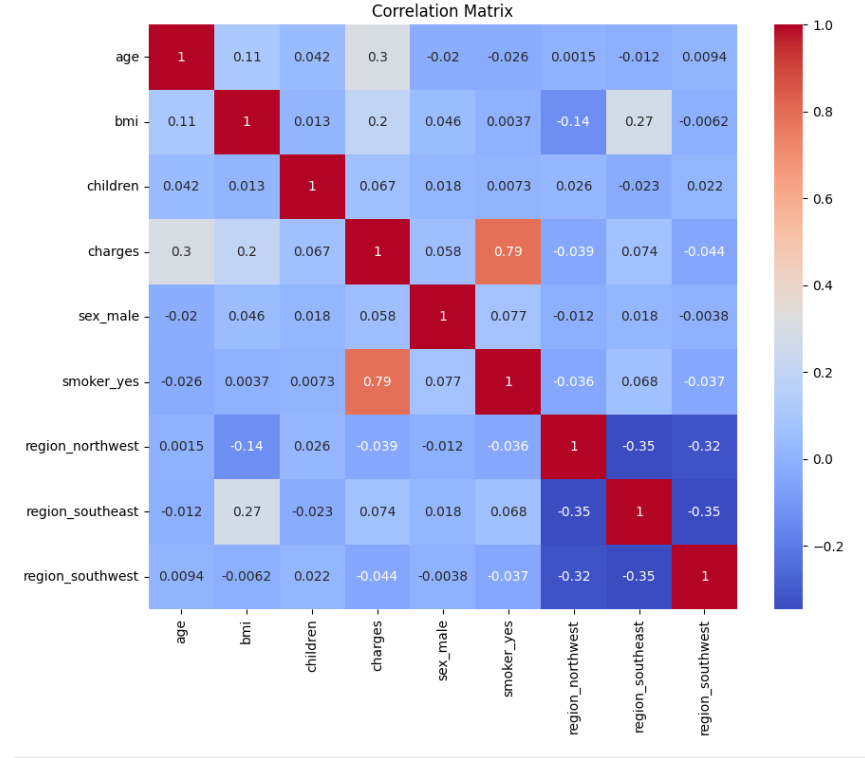 Correlation Matrix
age 1 0.11 0.042 0.3 -0.02 -0.026 0.0015 -0.012 0.0094
bmi 0.11 1 0.013 0.2 0.046 0.0037 -0.14 0.27 -0.0062
children 0.042 0.013 1 0.067 0.018 0.0073 0.026 -0.023 0.022
charges 0.3 0.2 0.067 1 0.058 0.79 -0.039 0.074 -0.044
sex_male -0.02 0.046 0.018 0.058 1 0.077 -0.012 0.018 -0.0038
smoker_yes -0.026 0.0037 0.0073 0.79 0.077 1 -0.036 0.068 -0.037
region_northwest 0.0015 -0.14 0.026 -0.039 -0.012 -0.036 1 -0.35 -0.32
region_southeast -0.012 0.27 -0.023 0.074 0.018 0.068 -0.35 1 -0.35
region_southwest 0.0094 -0.0062 0.022 -0.044 -0.0038 -0.037 -0.32 -0.35 1
age bmi children charges sex_male smoker_yes region_northwest region_southeast region_southwest
1.0
0.8
0.6
0.4
0.2
0.0
−0.2